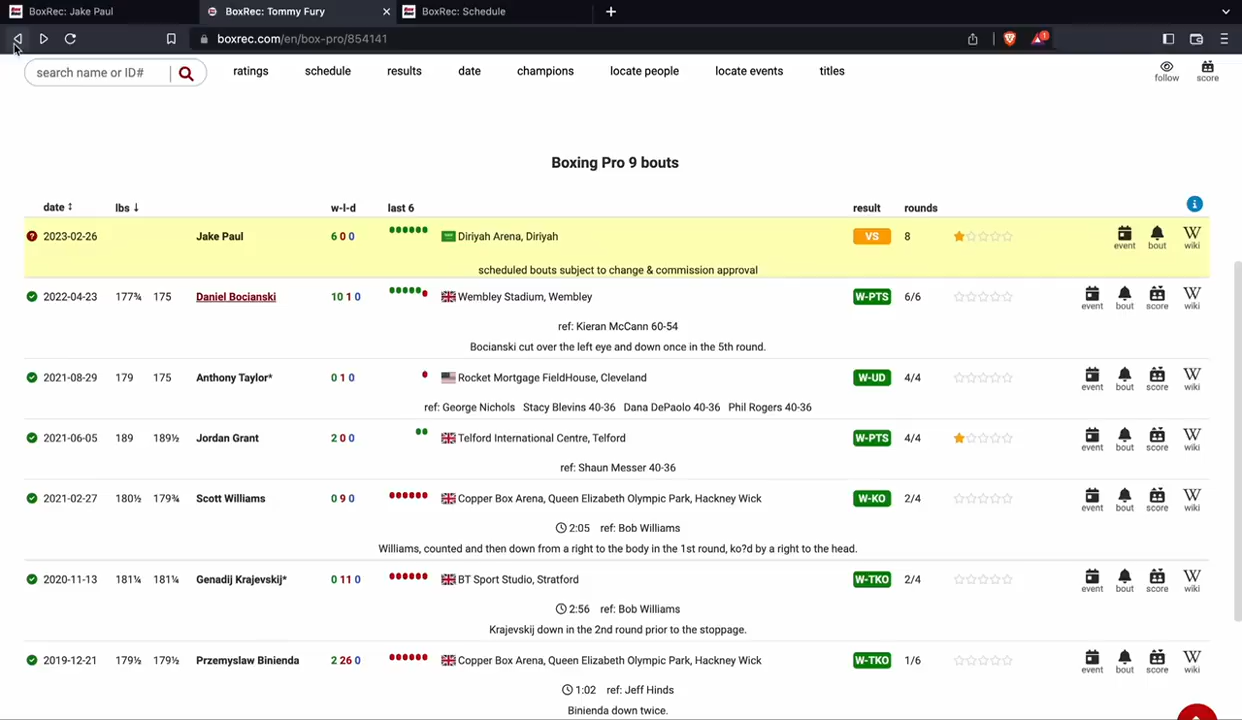 BoxRec: Jake Paul BoxRec: Tommy Fury BoxRec: Schedule
boxrec.com/en/box-pro/854141 1
search name or ID# ratings schedule results date champions locate people locate events titles follow score
Boxing Pro 9 bouts
date lbs w-l-d last 6 result rounds
2023-02-26 Jake Paul 6 0 0 Diriyah Arena, Diriyah VS 8 event bout wiki
scheduled bouts subject to change & commission approval
2022-04-23 177¾ 175 Daniel Bocianski 10 1 0 Wembley Stadium, Wembley W-PTS 6/6 event bout score wiki
ref: Kieran McCann 60-54
Bocianski cut over the left eye and down once in the 5th round.
2021-08-29 179 175 Anthony Taylor* 0 1 0 Rocket Mortgage FieldHouse, Cleveland W-UD 4/4 event bout score wiki
ref: George Nichols Stacy Blevins 40-36 Dana DePaolo 40-36 Phil Rogers 40-36
2021-06-05 189 189½ Jordan Grant 2 0 0 Telford International Centre, Telford W-PTS 4/4 event bout score wiki
ref: Shaun Messer 40-36
2021-02-27 180½ 179¾ Scott Williams 0 9 0 Copper Box Arena, Queen Elizabeth Olympic Park, Hackney Wick W-KO 2/4 event bout score wiki
2:05 ref: Bob Williams
Williams, counted and then down from a right to the body in the 1st round, ko?d by a right to the head.
2020-11-13 181¼ 181¼ Genadij Krajevskij* 0 11 0 BT Sport Studio, Stratford W-TKO 2/4 event bout score wiki
2:56 ref: Bob Williams
Krajevskij down in the 2nd round prior to the stoppage.
2019-12-21 179½ 179½ Przemyslaw Binienda 2 26 0 Copper Box Arena, Queen Elizabeth Olympic Park, Hackney Wick W-TKO 1/6 event bout score wiki
1:02 ref: Jeff Hinds
Binienda down twice.